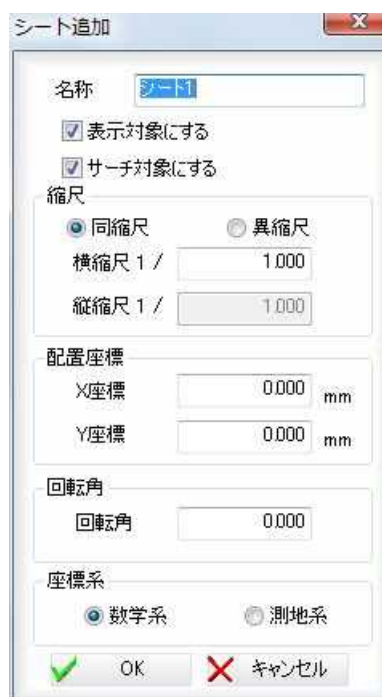 シート追加
名称 シート1
表示対象にする
サーチ対象にする
縮尺
同縮尺 異縮尺
横縮尺 1 / 1.000
縦縮尺 1 / 1.000
配置座標
X座標 0.000 mm
Y座標 0.000 mm
回転角
回転角 0.000
座標系
数学系 測地系
OK キャンセル